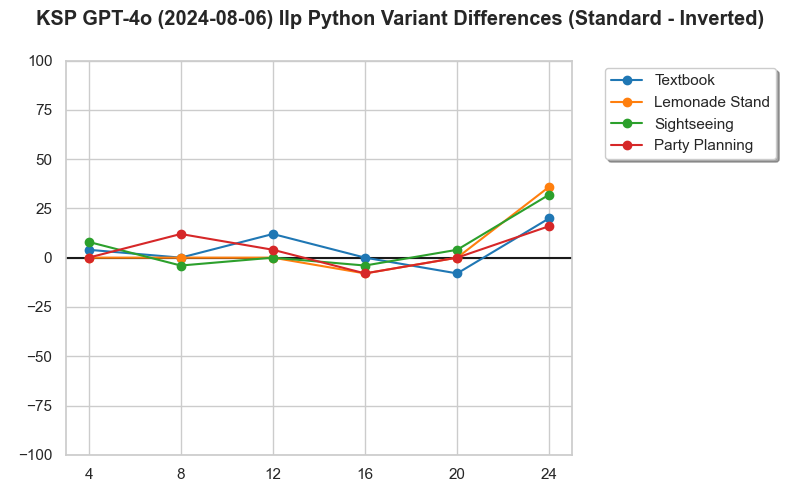 KSP GPT-4o (2024-08-06) Ilp Python Variant Differences (Standard - Inverted)
100
75
50
25
0
−25
−50
−75
−100
4 8 12 16 20 24
Textbook
Lemonade Stand
Sightseeing
Party Planning